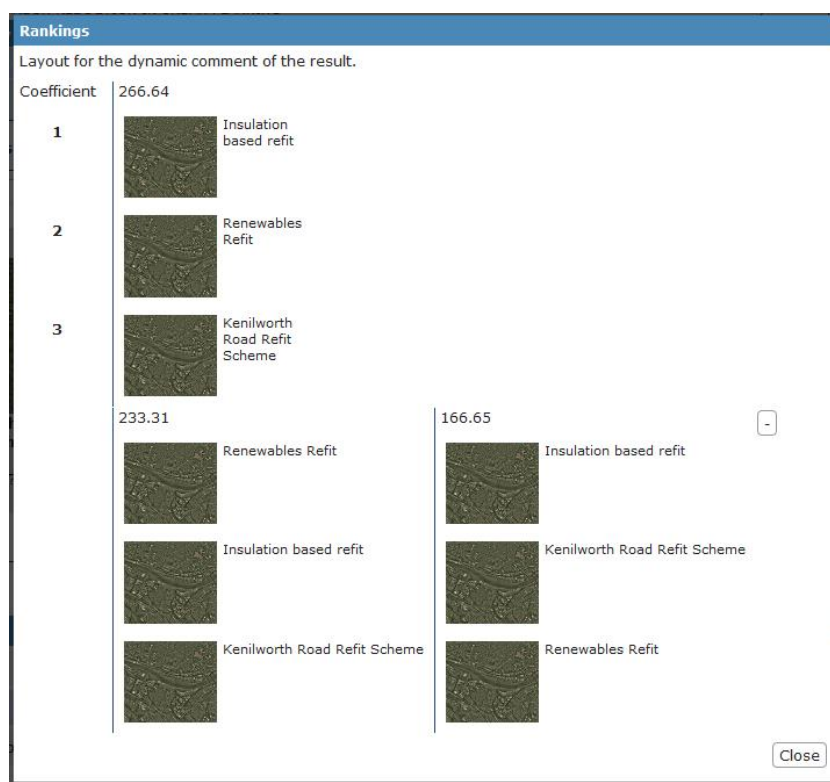 Rankings
Layout for the dynamic comment of the result.
Coefficient 266.64
1 Insulation
based refit
2 Renewables
Refit
3 Kenilworth
Road Refit
Scheme
233.31 166.65 -
Renewables Refit Insulation based refit
Insulation based refit Kenilworth Road Refit Scheme
Kenilworth Road Refit Scheme Renewables Refit
Close